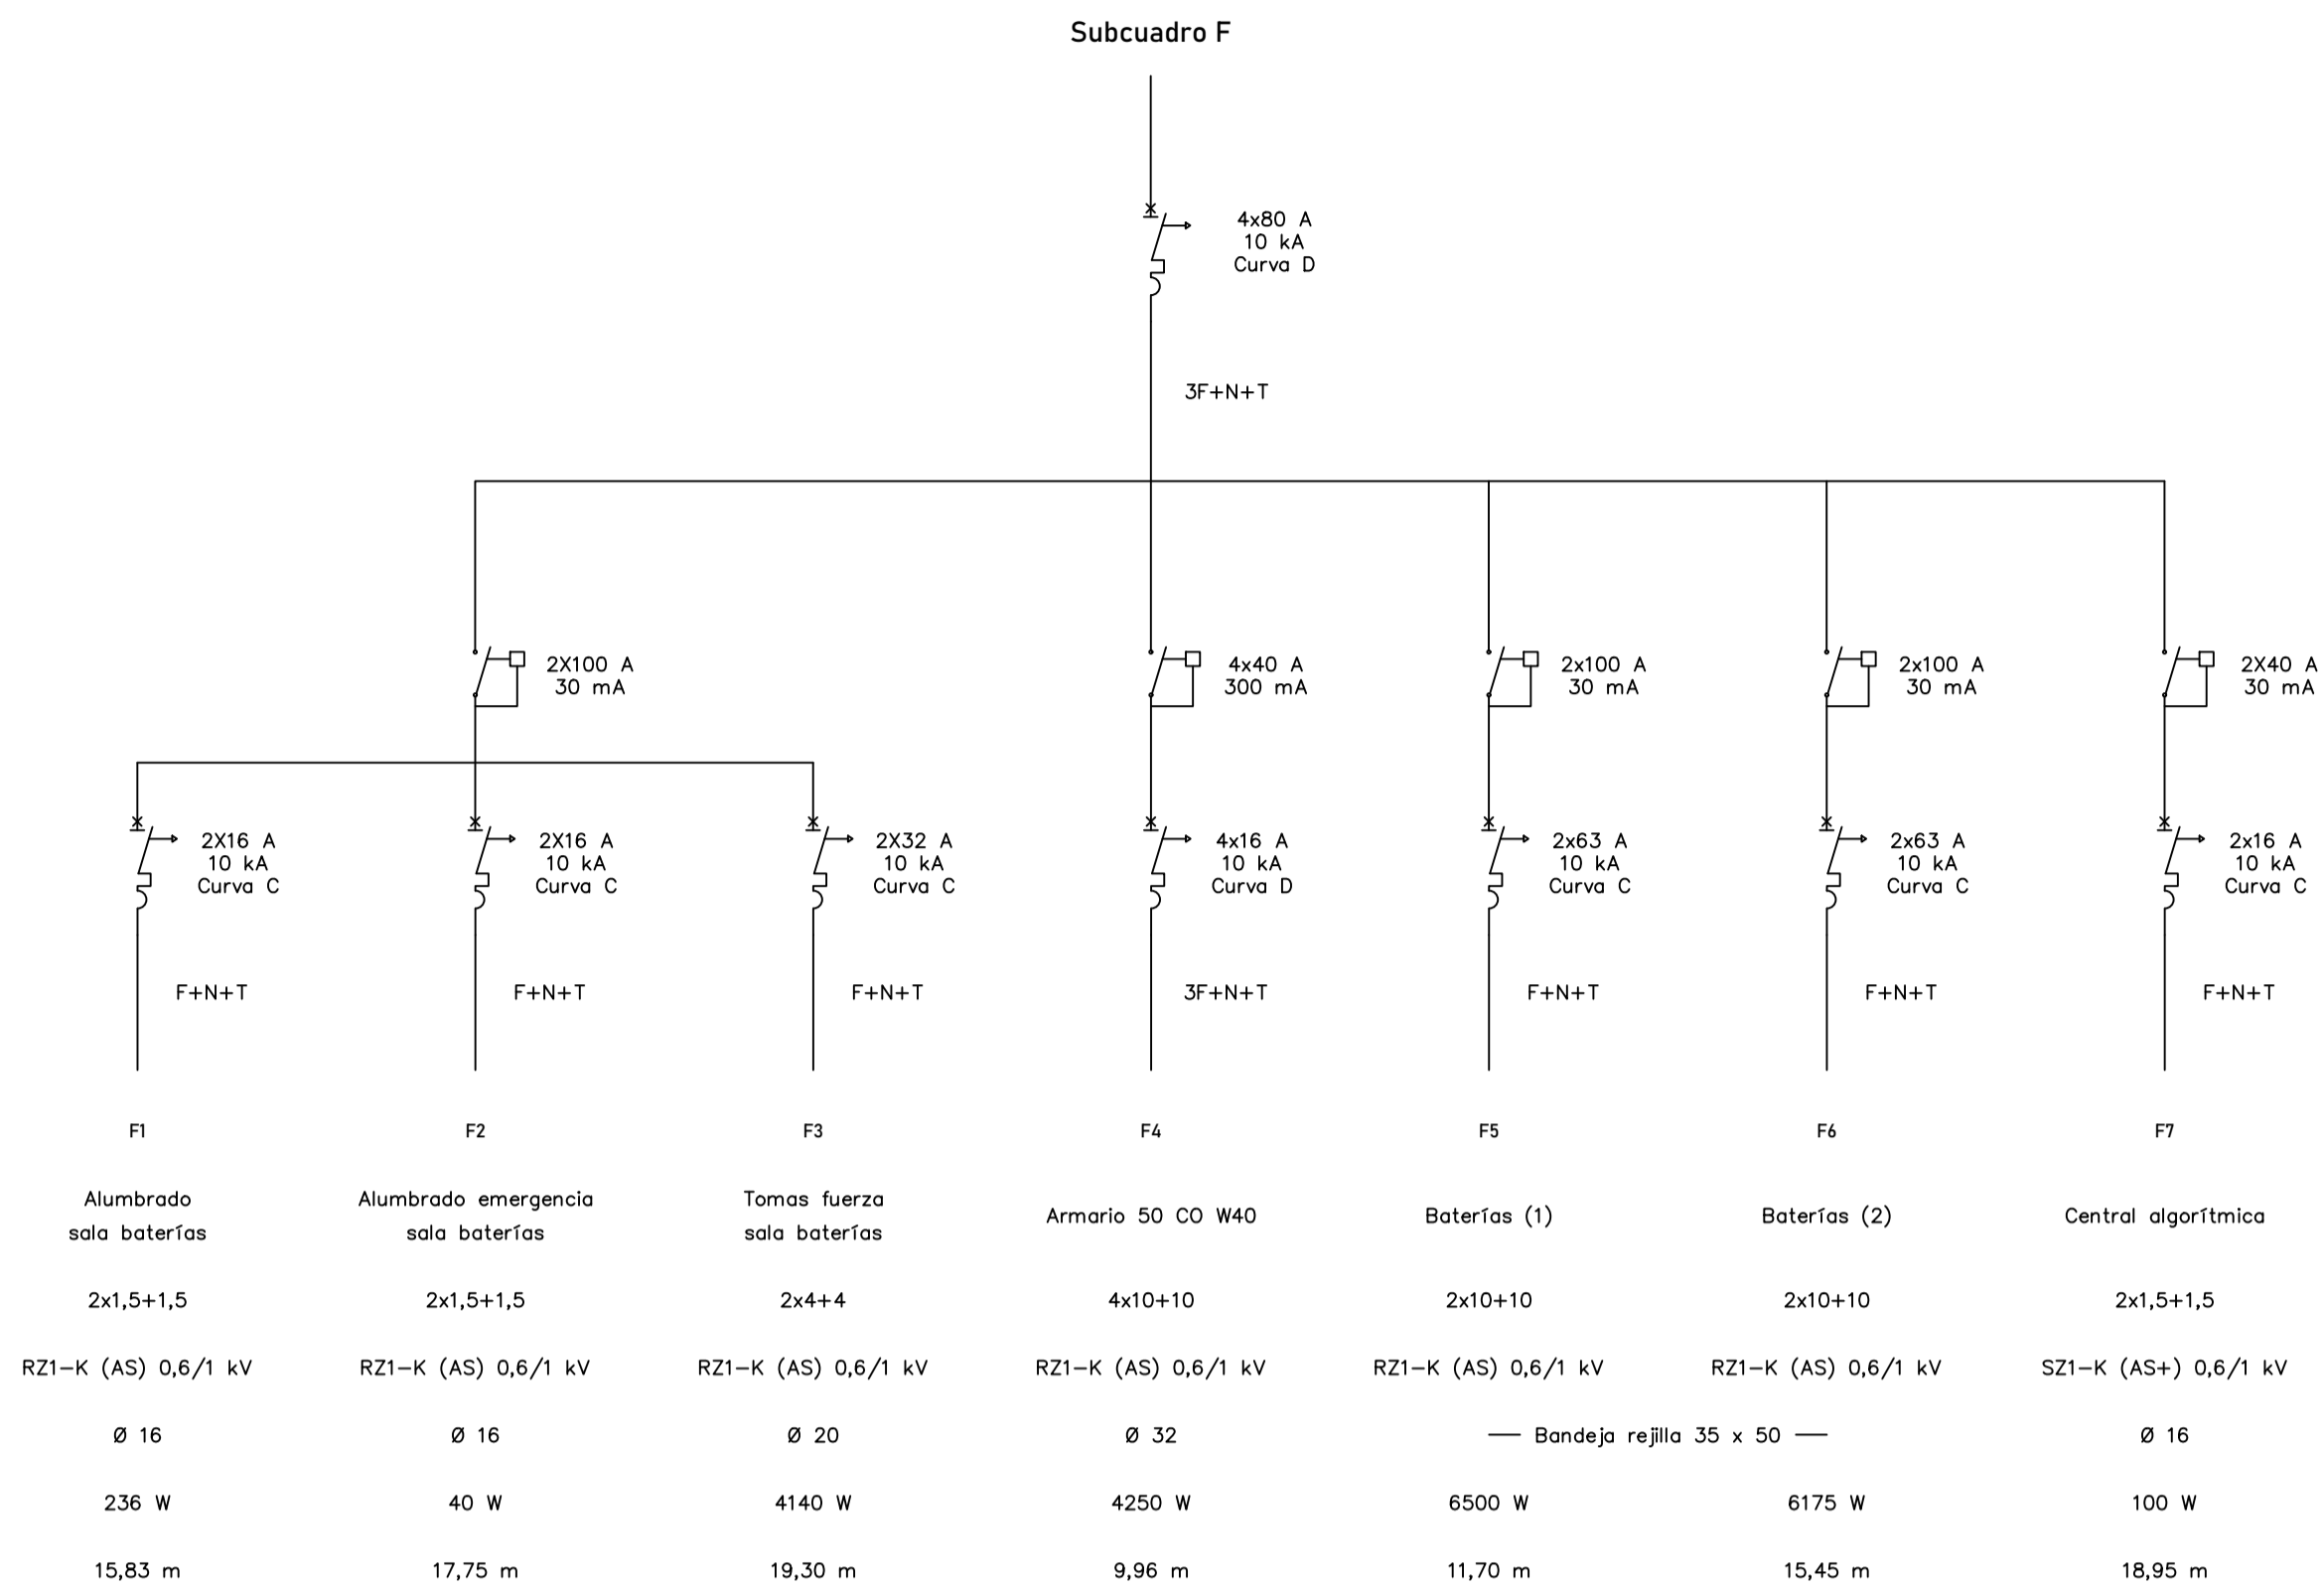 Subcuadro F
4x80 A
10 kA
Curva D
3F+N+T
2X100 A
30 mA
4x40 A
300 mA
2x100 A
30 mA
2x100 A
30 mA
2X40 A
30 mA
2X16 A
10 kA
Curva C
2X16 A
10 kA
Curva C
2X32 A
10 kA
Curva C
4x16 A
10 kA
Curva D
2x63 A
10 kA
Curva C
2x63 A
10 kA
Curva C
2x16 A
10 kA
Curva C
F+N+T
F+N+T
F+N+T
3F+N+T
F+N+T
F+N+T
F+N+T
F1
F2
F3
F4
F5
F6
F7
Alumbrado
sala baterías
Alumbrado emergencia
sala baterías
Tomas fuerza
sala baterías
Armario 50 CO W40
Baterías (1)
Baterías (2)
Central algorítmica
2x1,5+1,5
2x1,5+1,5
2x4+4
4x10+10
2x10+10
2x10+10
2x1,5+1,5
RZ1-K (AS) 0,6/1 kV
RZ1-K (AS) 0,6/1 kV
RZ1-K (AS) 0,6/1 kV
RZ1-K (AS) 0,6/1 kV
RZ1-K (AS) 0,6/1 kV
RZ1-K (AS) 0,6/1 kV
SZ1-K (AS+) 0,6/1 kV
Ø 16
Ø 16
Ø 20
Ø 32
Bandeja rejilla 35 x 50
Ø 16
236 W
40 W
4140 W
4250 W
6500 W
6175 W
100 W
15,83 m
17,75 m
19,30 m
9,96 m
11,70 m
15,45 m
18,95 m